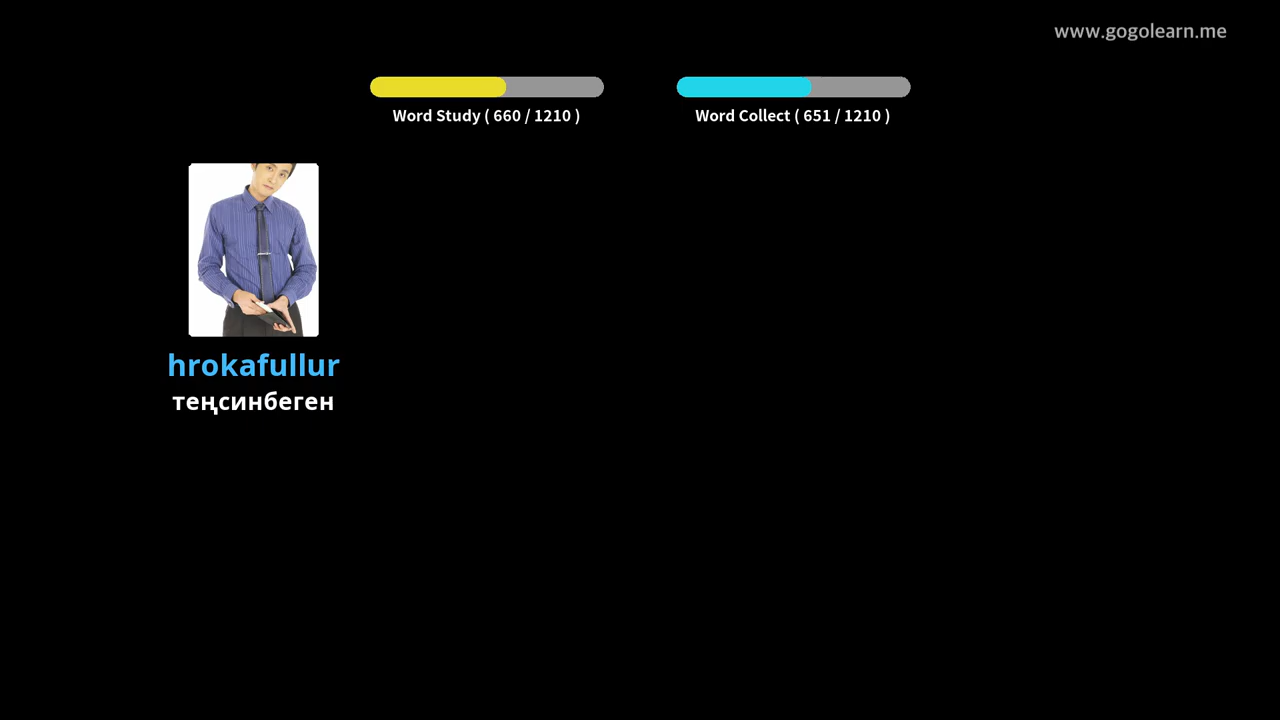 www.gogolearn.me
Word Study ( 660 / 1210 )
Word Collect ( 651 / 1210 )
hrokafullur
теңсинбеген